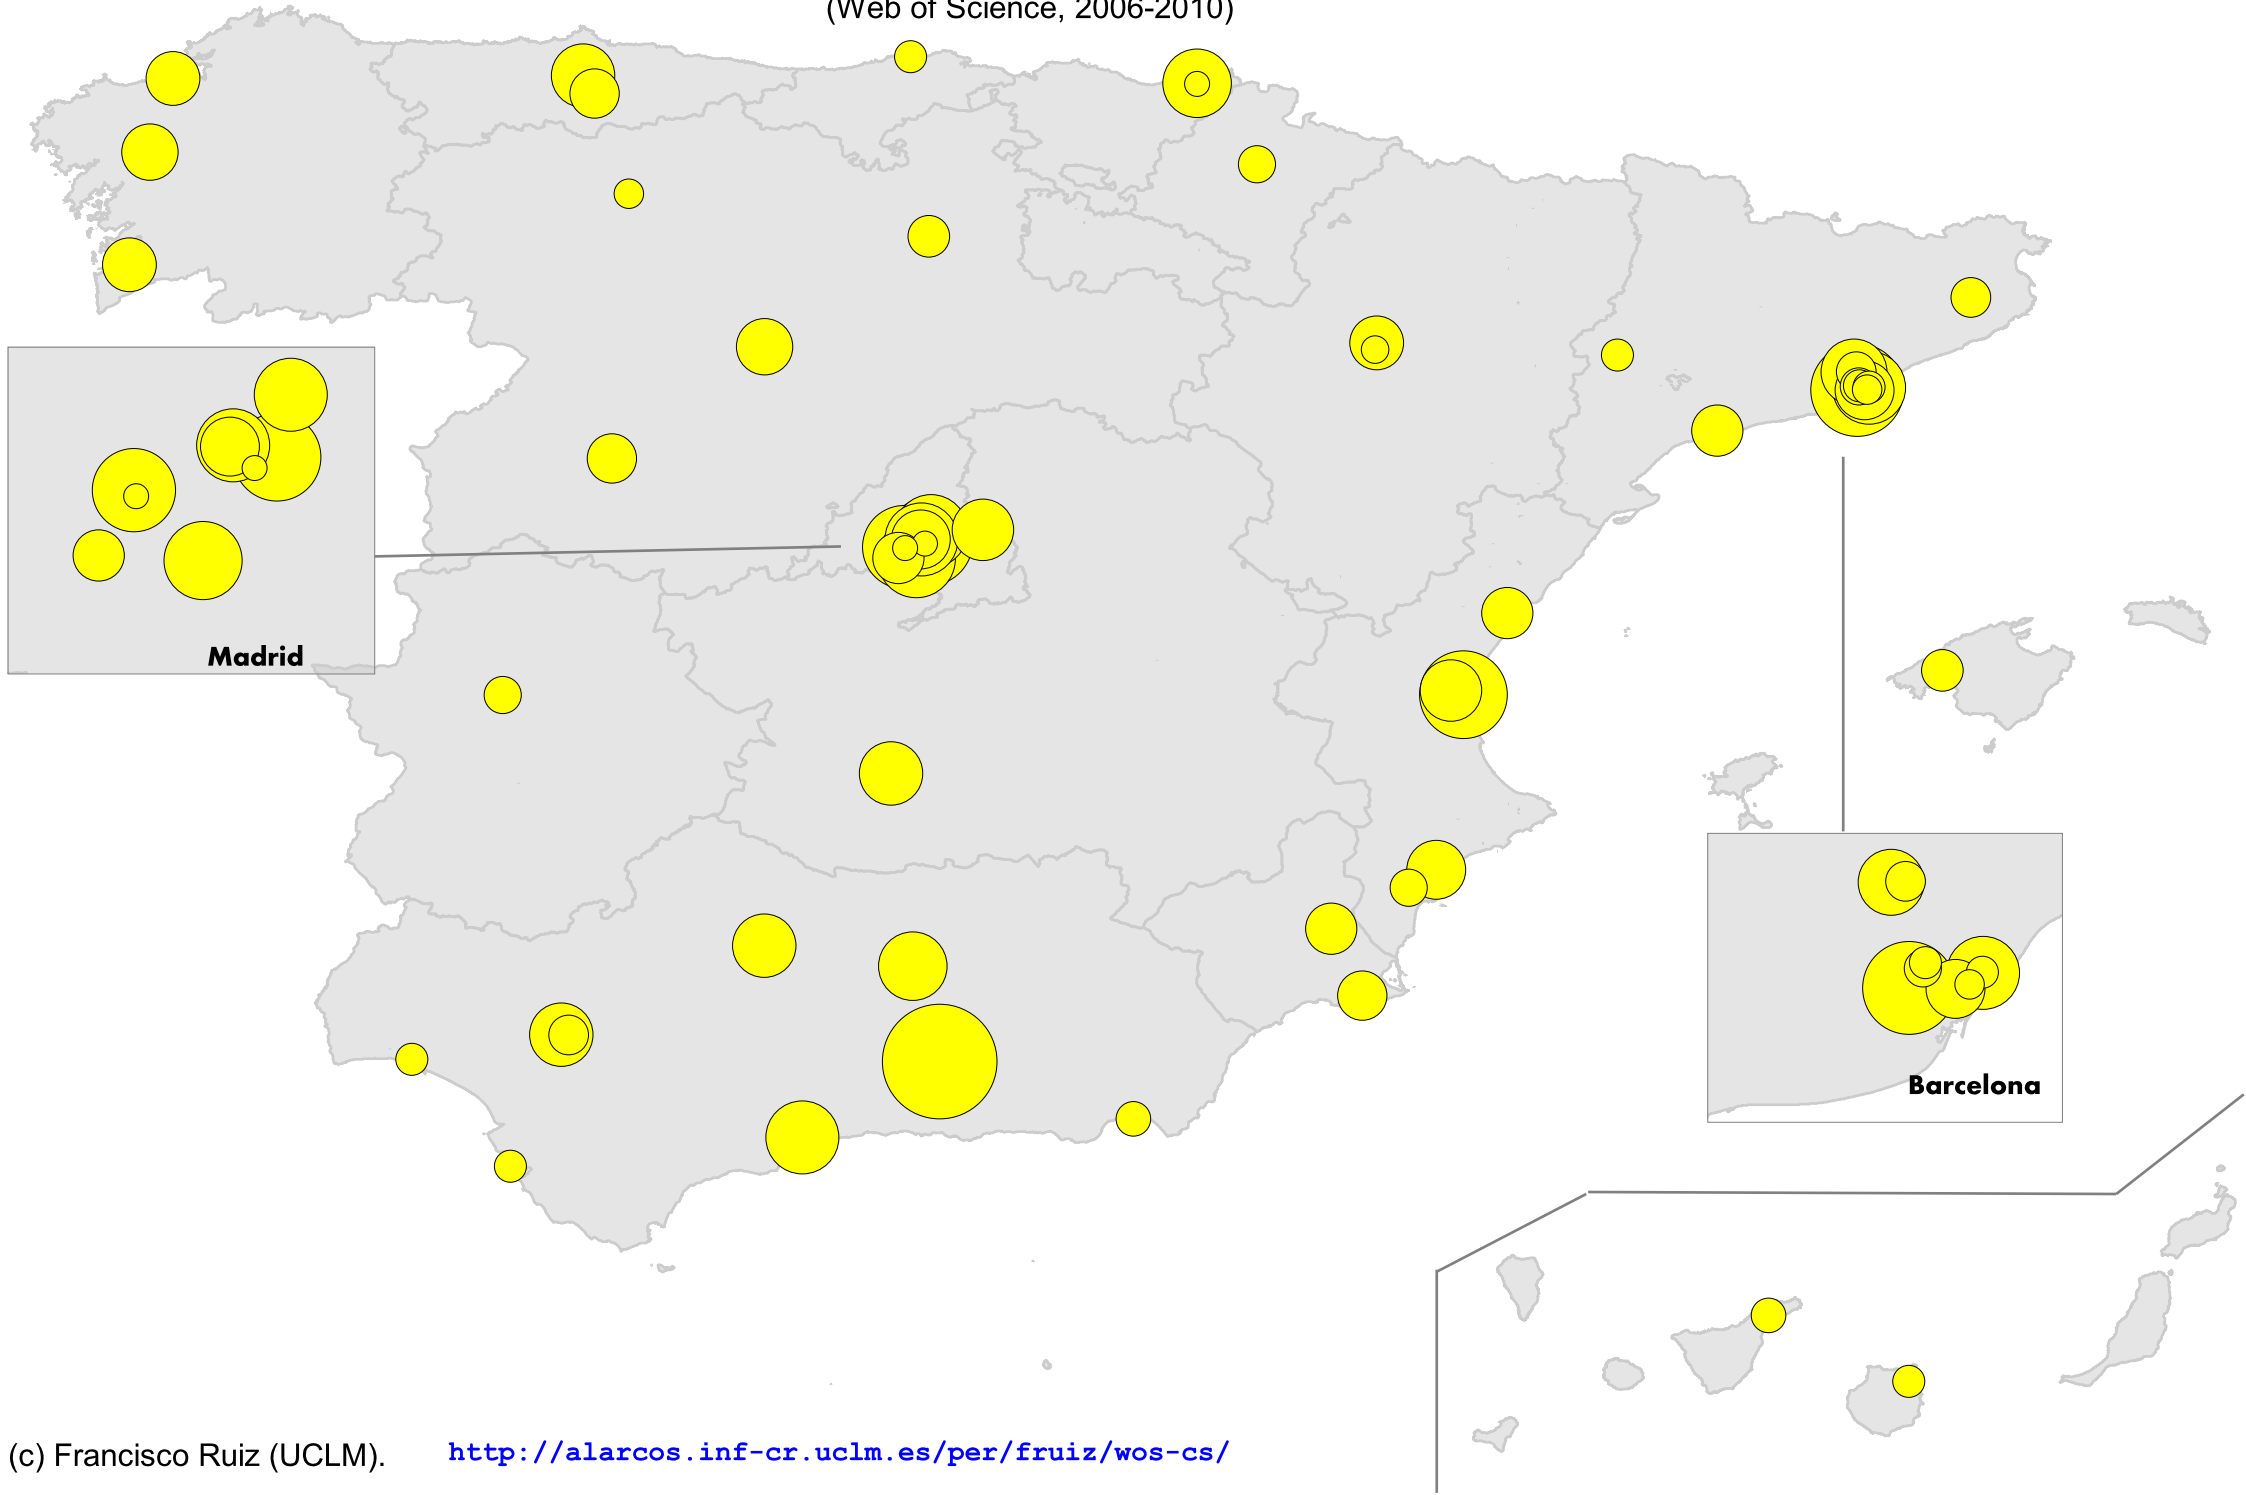 (Web of Science, 2006-2010)
Madrid
Barcelona
(c) Francisco Ruiz (UCLM). http://alarcos.inf-cr.uclm.es/per/fruiz/wos-cs/